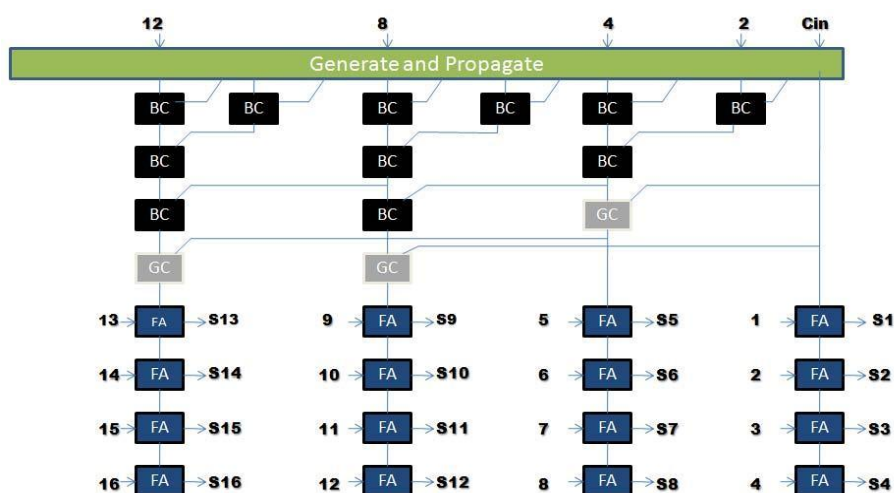 12 8 4 2 Cin
Generate and Propagate
BC BC BC BC BC BC
BC BC BC
BC BC GC
GC GC
13 FA S13 9 FA S9 5 FA S5 1 FA S1
14 FA S14 10 FA S10 6 FA S6 2 FA S2
15 FA S15 11 FA S11 7 FA S7 3 FA S3
16 FA S16 12 FA S12 8 FA S8 4 FA S4